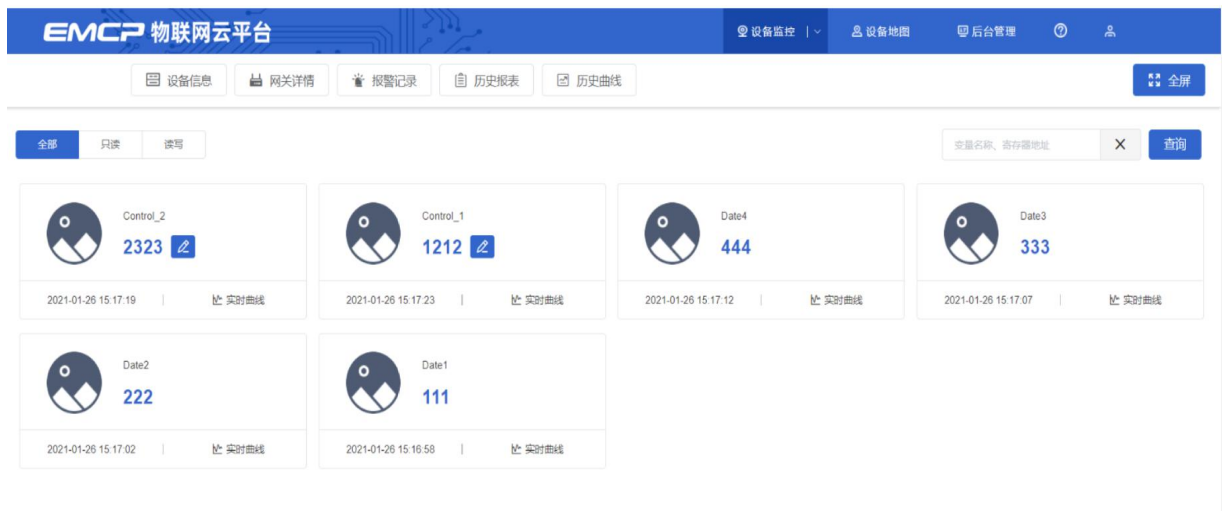 EMCP 物联网云平台 设备监控 设备地图 后台管理
设备信息 网关详情 报警记录 历史报表 历史曲线 全屏
全部 只读 读写 变量名称、寄存器地址 X 查询
Control_2 Control_1 Date4 Date3
2323 1212 444 333
2021-01-26 15:17:19 实时曲线 2021-01-26 15:17:23 实时曲线 2021-01-26 15:17:12 实时曲线 2021-01-26 15:17:07 实时曲线
Date2 Date1
222 111
2021-01-26 15:17:02 实时曲线 2021-01-26 15:16:58 实时曲线